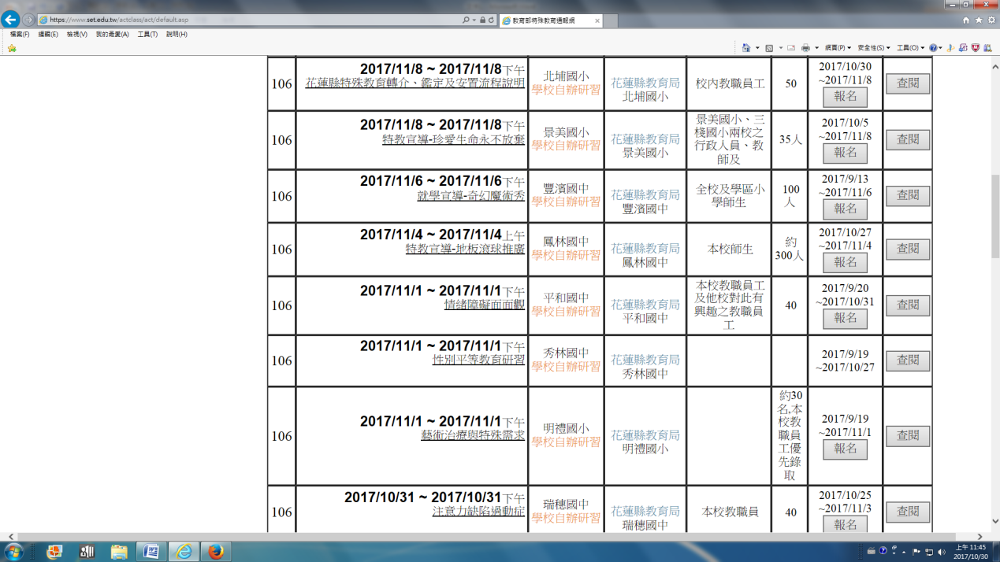 https://www.set.edu.tw/actclass/act/default.asp
教育部特殊教育通報網
檔案(F) 編輯(E) 檢視(V) 我的最愛(A) 工具(T) 說明(H)
網頁(P) 安全性(S) 工具(O)
106
2017/11/8 ~ 2017/11/8下午
花蓮縣特殊教育轉介、鑑定及安置流程說明
北埔國小
學校自辦研習
花蓮縣教育局
北埔國小
校內教職員工
50
2017/10/30
~2017/11/8
報名
查閱
106
2017/11/8 ~ 2017/11/8下午
特教宣導-珍愛生命永不放棄
景美國小
學校自辦研習
花蓮縣教育局
景美國小
景美國小、三
棧國小兩校之
行政人員、教
師及
35人
2017/10/5
~2017/11/8
報名
查閱
106
2017/11/6 ~ 2017/11/6下午
就學宣導-奇幻魔術秀
豐濱國中
學校自辦研習
花蓮縣教育局
豐濱國中
全校及學區小
學師生
100
人
2017/9/13
~2017/11/6
報名
查閱
106
2017/11/4 ~ 2017/11/4上午
特教宣導-地板滾球推廣
鳳林國中
學校自辦研習
花蓮縣教育局
鳳林國中
本校師生
約
300人
2017/10/27
~2017/11/4
報名
查閱
106
2017/11/1 ~ 2017/11/1下午
情緒障礙面面觀
平和國中
學校自辦研習
花蓮縣教育局
平和國中
本校教職員工
及他校對此有
興趣之教職員
工
40
2017/9/20
~2017/10/31
報名
查閱
106
2017/11/1 ~ 2017/11/1下午
性別平等教育研習
秀林國中
學校自辦研習
花蓮縣教育局
秀林國中
2017/9/19
~2017/10/27
查閱
106
2017/11/1 ~ 2017/11/1下午
藝術治療與特殊需求
明禮國小
學校自辦研習
花蓮縣教育局
明禮國小
約30
名,本
校教
職員
工優
先錄
取
2017/9/19
~2017/11/1
報名
查閱
106
2017/10/31 ~ 2017/10/31下午
注意力缺陷過動症
瑞穗國中
學校自辦研習
花蓮縣教育局
瑞穗國中
本校教職員
40
2017/10/25
~2017/11/3
報名
查閱
上午 11:45
2017/10/30